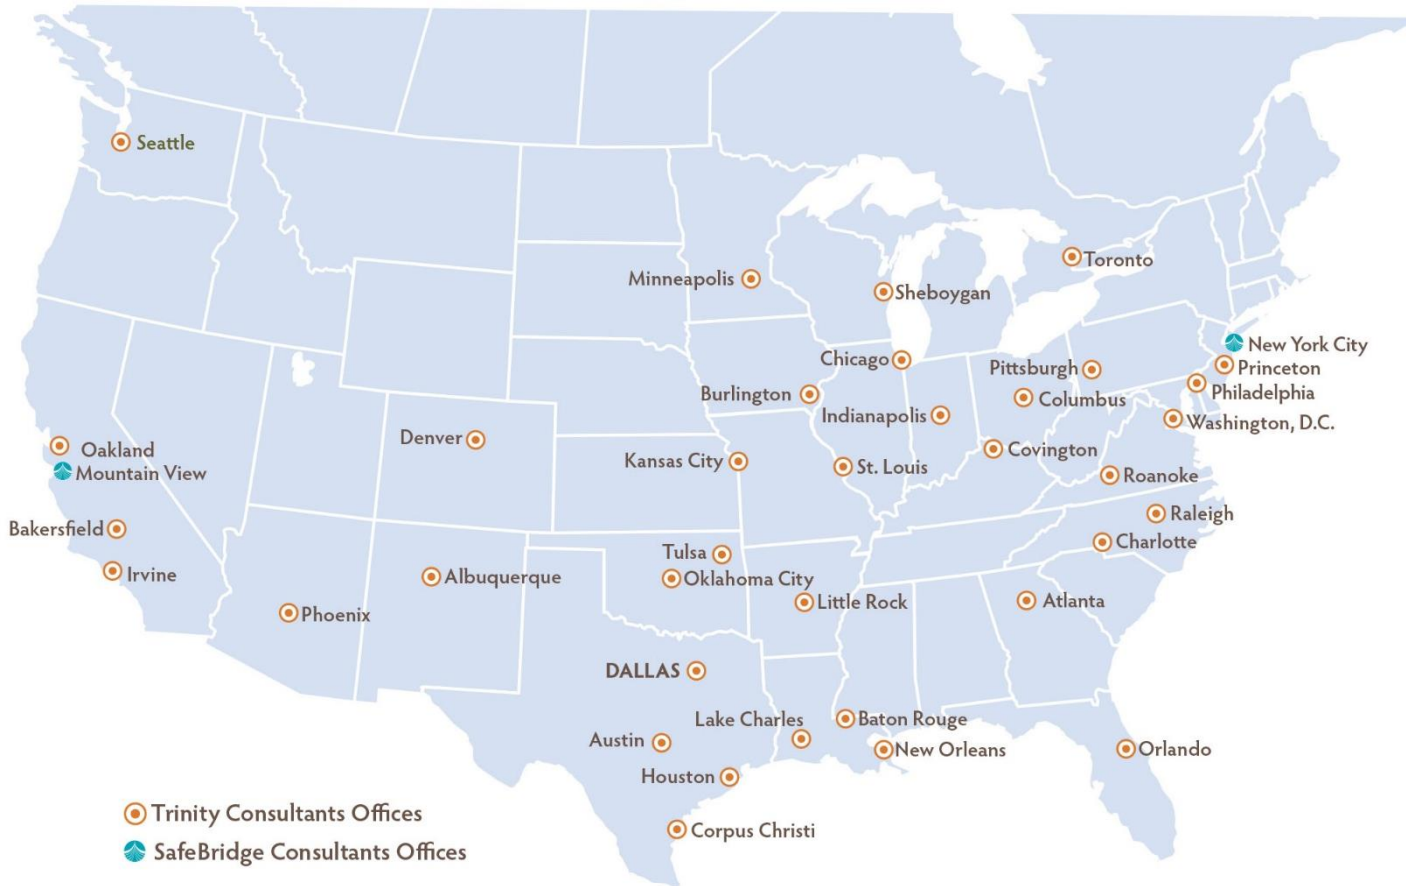 Seattle
Toronto
Minneapolis
Sheboygan
New York City
Chicago
Pittsburgh
Princeton
Philadelphia
Burlington
Columbus
Indianapolis
Washington, D.C.
Denver
Oakland
Covington
Kansas City
St. Louis
Mountain View
Roanoke
Raleigh
Bakersfield
Charlotte
Tulsa
Irvine
Albuquerque
Oklahoma City
Little Rock
Atlanta
Phoenix
DALLAS
Lake Charles
Baton Rouge
Austin
New Orleans
Orlando
Houston
Trinity Consultants Offices
Corpus Christi
SafeBridge Consultants Offices